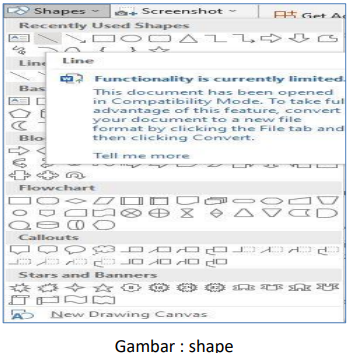 Shapes Screenshot Get Ac
Recently Used Shapes
Line
Line
Functionality is currently limited.
Bas
This document has been opened
in Compatibility Mode. To take ful
advantage of this feature, convert
your document to a new file
format by clicking the File tab and
Blo
then clicking Convert.
Tell me more
Flowchart
Callouts
Stars and Banners
New Drawing Canvas
Gambar : shape